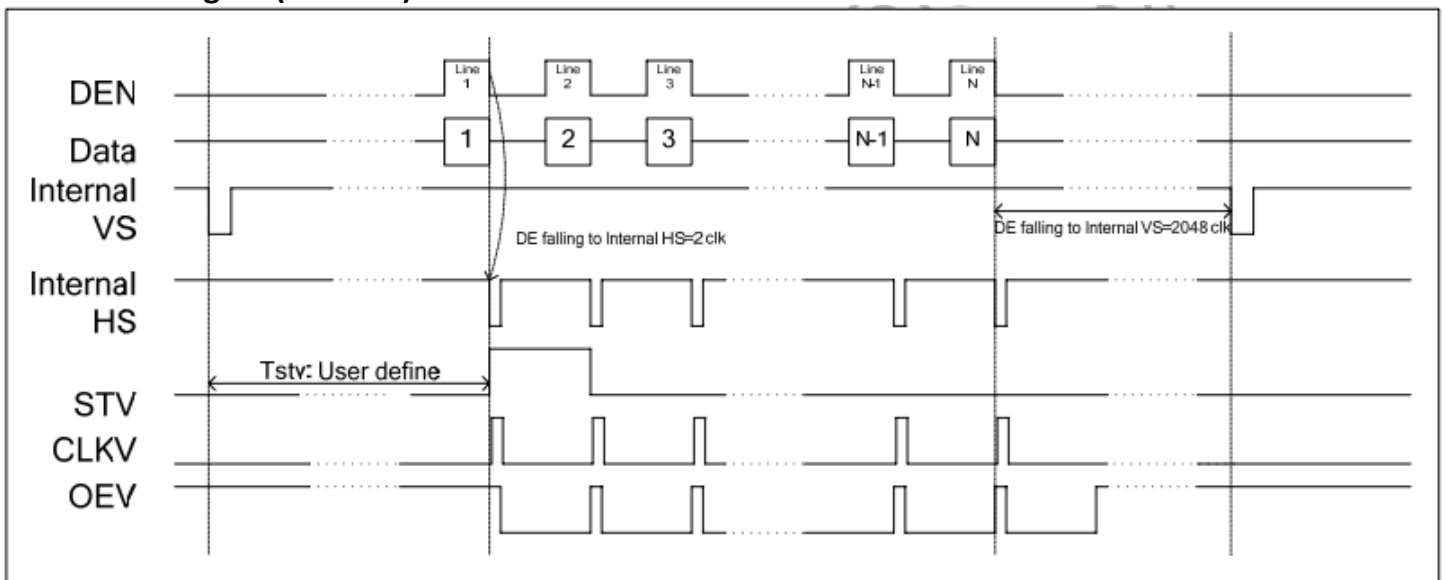 DEN
Line
1
Line
2
Line
3
Line
N-1
Line
N
Data
1
2
3
N-1
N
Internal
VS
DE falling to Internal HS=2 clk
DE falling to Internal VS=2048 clk
Internal
HS
Tstv: User define
STV
CLKV
OEV